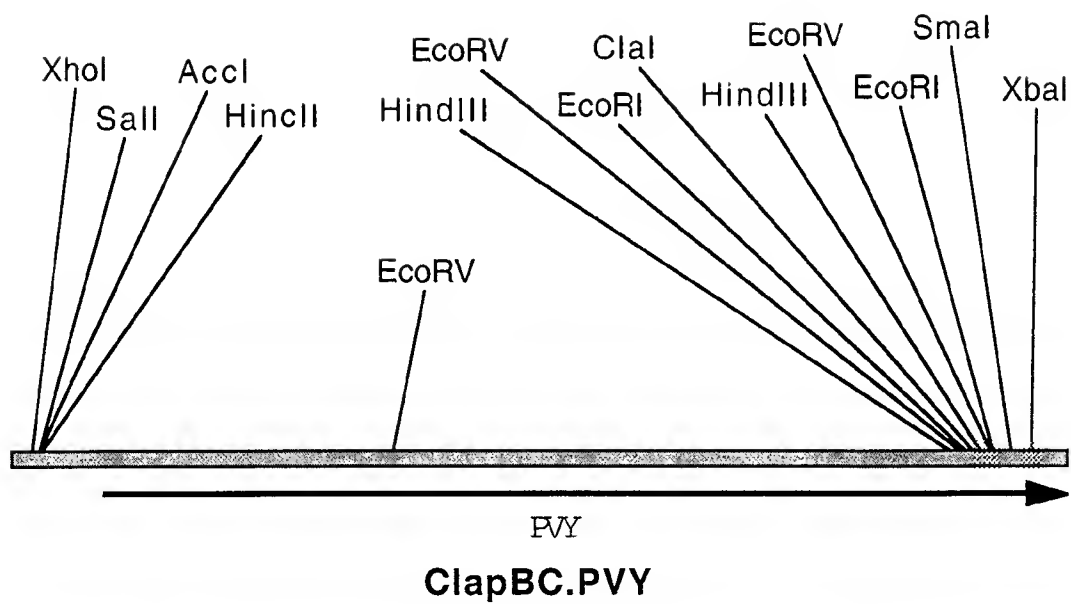 XhoI
SalI
AccI
HincII
EcoRV
HindIII
EcoRI
ClaI
HindIII
EcoRV
EcoRI
SmaI
XbaI
EcoRV
PVY
ClapBC.PVY